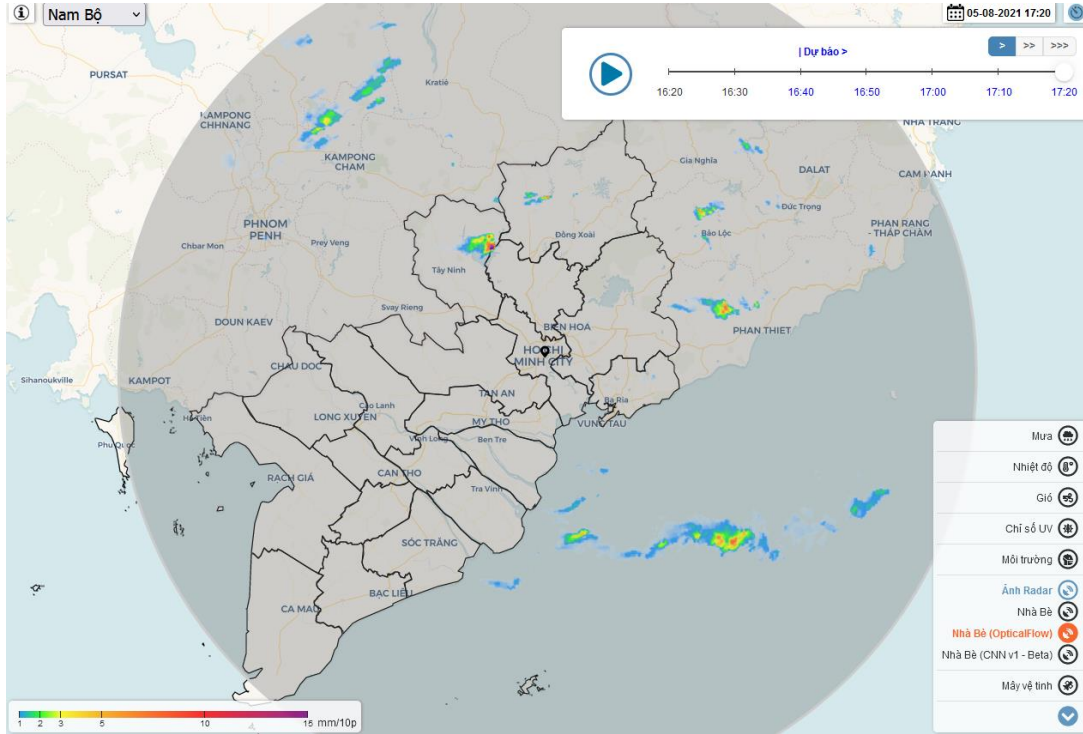 Nam Bộ
05-08-2021 17:20
| Dự báo >
>
>>
>>>
16:20
16:30
16:40
16:50
17:00
17:10
17:20
PURSAT
Kratié
KAMPONG
CHHNANG
NHA TRANG
KAMPONG
CHAM
Gia Nghĩa
DALAT
CAM RANH
Đức Trọng
PHNOM
PENH
Prey Veng
Chbar Mon
Đồng Xoài
Bảo Lộc
PHAN RANG
- THÁP CHÀM
Tây Ninh
Svay Rieng
DOUN KAEV
BIEN HOA
PHAN THIET
HO CHI
MINH CITY
CHAU DOC
Sihanoukville
KAMPOT
TAN AN
Bà Rịa
Hà Tiên
Cao Lanh
LONG XUYEN
MY THO
VUNG TAU
Vinh Long
Ben Tre
Phu Quoc
RACH GIÁ
CAN THO
Tra Vinh
SÓC TRĂNG
BAC LIEU
CA MAU
Mưa
Nhiệt độ
Gió
Chỉ số UV
Môi trường
Ảnh Radar
Nhà Bè
Nhà Bè (OpticalFlow)
Nhà Bè (CNN v1 - Beta)
Mây vệ tinh
1 2 3 5 10 15 mm/10p